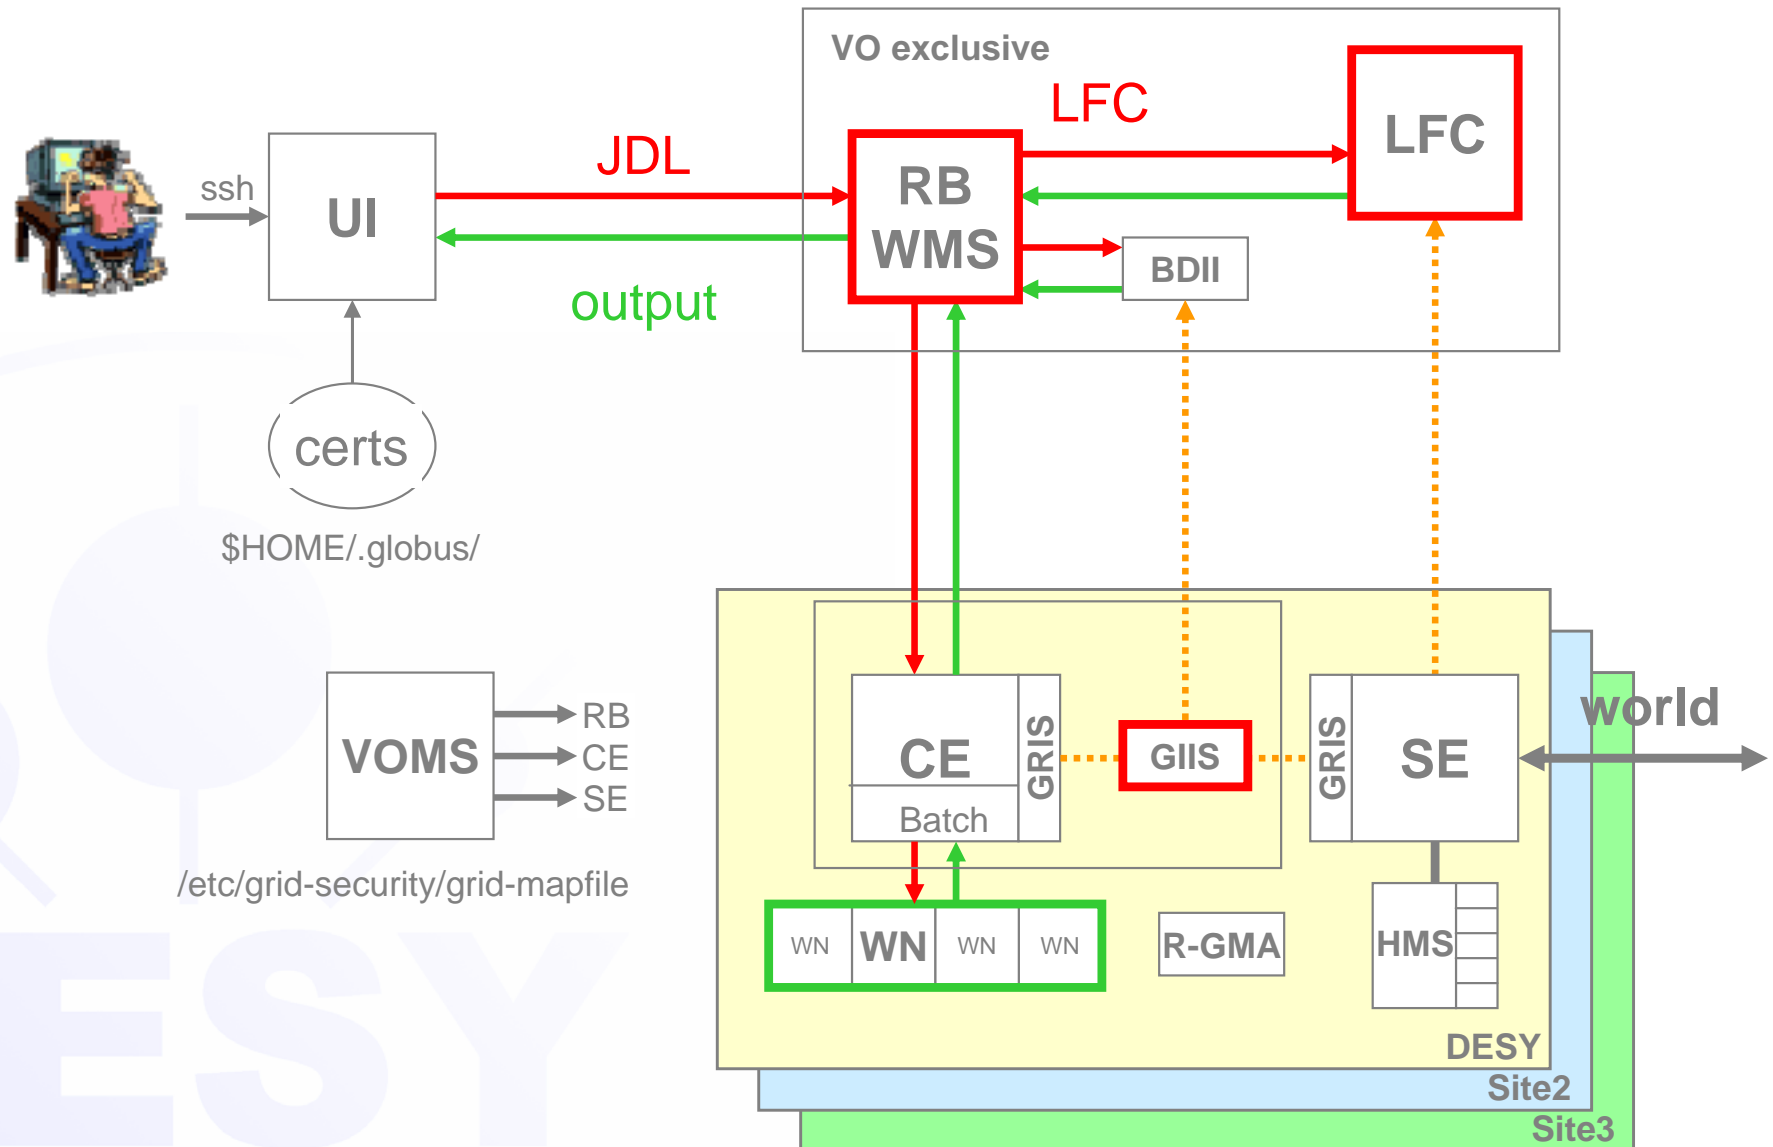 VO exclusive
LFC
LFC
JDL
RB
WMS
ssh
UI
BDII
output
certs
$HOME/.globus/
world
RB
VOMS
CE
SE
CE
GRIS
GIIS
GRIS
SE
Batch
/etc/grid-security/grid-mapfile
WN
WN
WN
WN
R-GMA
HMS
DESY
Site2
Site3
DESY